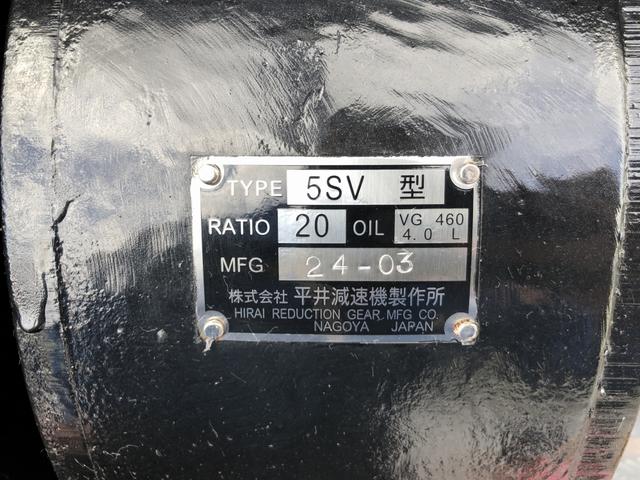 TYPE 5SV 型
RATIO 20 OIL VG 460
4.0 L
MFG 24-03
株式会社 平井減速機製作所
HIRAI REDUCTION GEAR MFG CO.
NAGOYA JAPAN